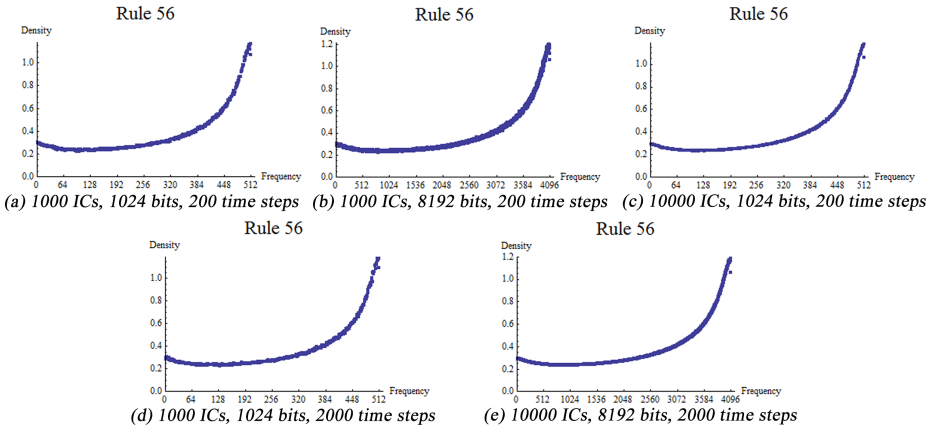 Rule 56
Density
1.0
0.8
0.6
0.4
0.2
0.0
0 64 128 192 256 320 384 448 512
Frequency
(a) 1000 ICs, 1024 bits, 200 time steps
Rule 56
Density
1.2
1.0
0.8
0.6
0.4
0.2
0.0
0 512 1024 1536 2048 2560 3072 3584 4096
Frequency
(b) 1000 ICs, 8192 bits, 200 time steps
Rule 56
Density
1.0
0.8
0.6
0.4
0.2
0.0
0 64 128 192 256 320 384 448 512
Frequency
(c) 10000 ICs, 1024 bits, 200 time steps
Rule 56
Density
1.0
0.8
0.6
0.4
0.2
0.0
0 64 128 192 256 320 384 448 512
Frequency
(d) 1000 ICs, 1024 bits, 2000 time steps
Rule 56
Density
1.2
1.0
0.8
0.6
0.4
0.2
0.0
0 512 1024 1536 2048 2560 3072 3584 4096
Frequency
(e) 10000 ICs, 8192 bits, 2000 time steps